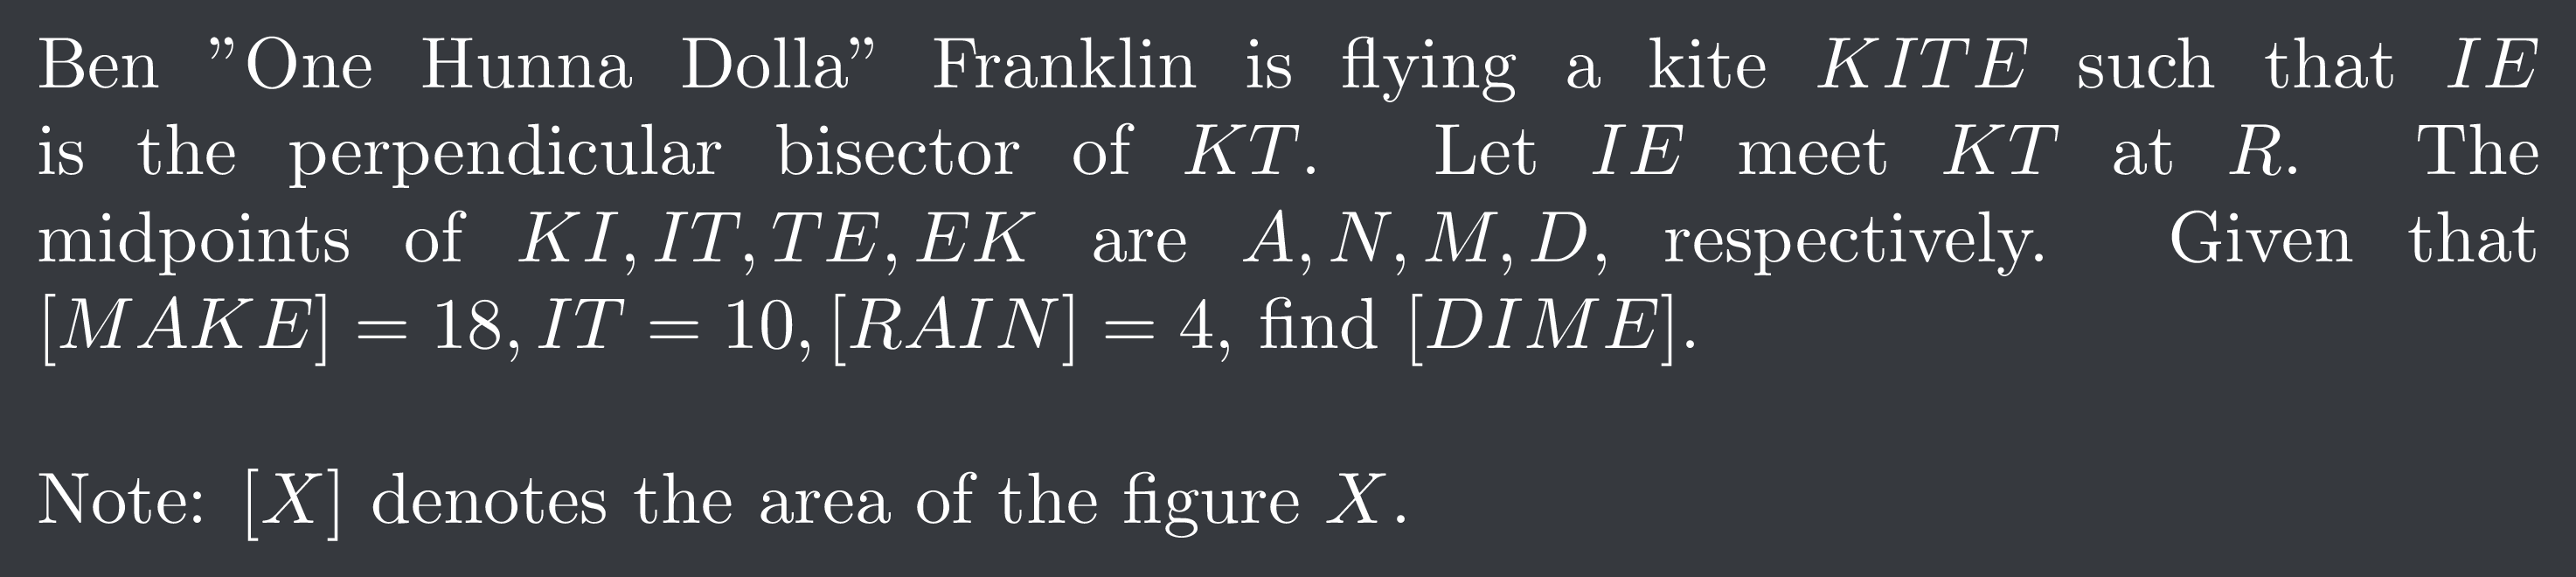 Ben ”One Hunna Dolla” Franklin is flying a kite KITE such that IE
is the perpendicular bisector of KT. Let IE meet KT at R. The
midpoints of KI, IT, TE, EK are A, N, M, D, respectively. Given that
[MAKE] = 18, IT = 10, [RAIN] = 4, find [DIME].
Note: [X] denotes the area of the figure X.